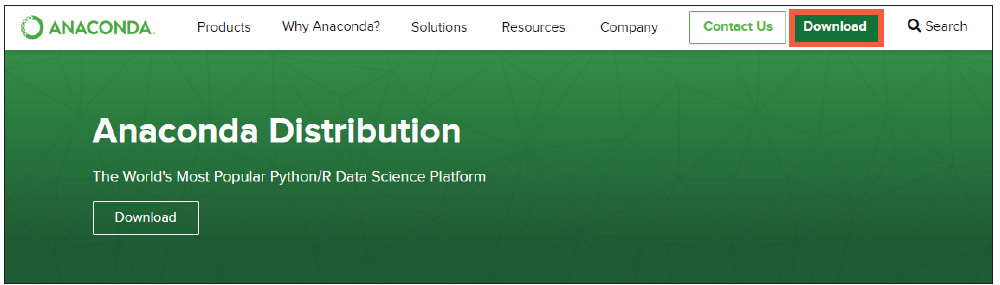 ANACONDA.
Products
Why Anaconda?
Solutions
Resources
Company
Contact Us
Download
Search
Anaconda Distribution
The World's Most Popular Python/R Data Science Platform
Download